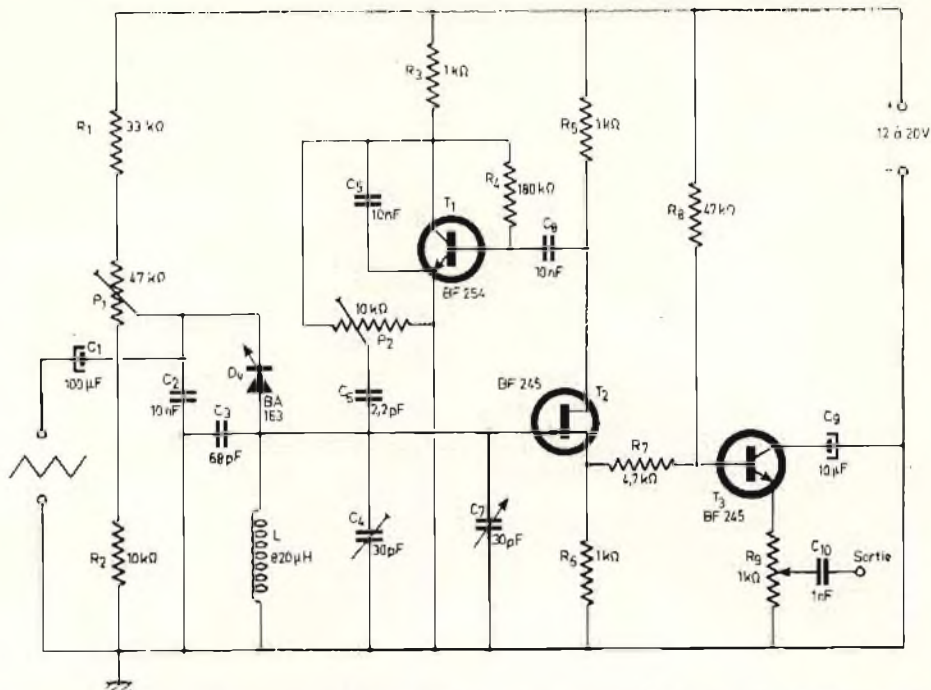 R3
1kΩ
R1
33 kΩ
R5
1kΩ
+
12 à 20V
-
C5
10nF
R4
180kΩ
T1
R8
47kΩ
C8
10nF
BF 254
47kΩ
P1
10kΩ
P2
C1
100µF
C2
10nF
Dv
BA
163
C6
2,2pF
BF 245
T2
C3
68pF
R7
4,7kΩ
C9
10µF
T3
BF 245
C4
30pF
C7
30pF
L
820µH
R2
10kΩ
R6
1kΩ
R9
1kΩ
C10
1nF
Sortie